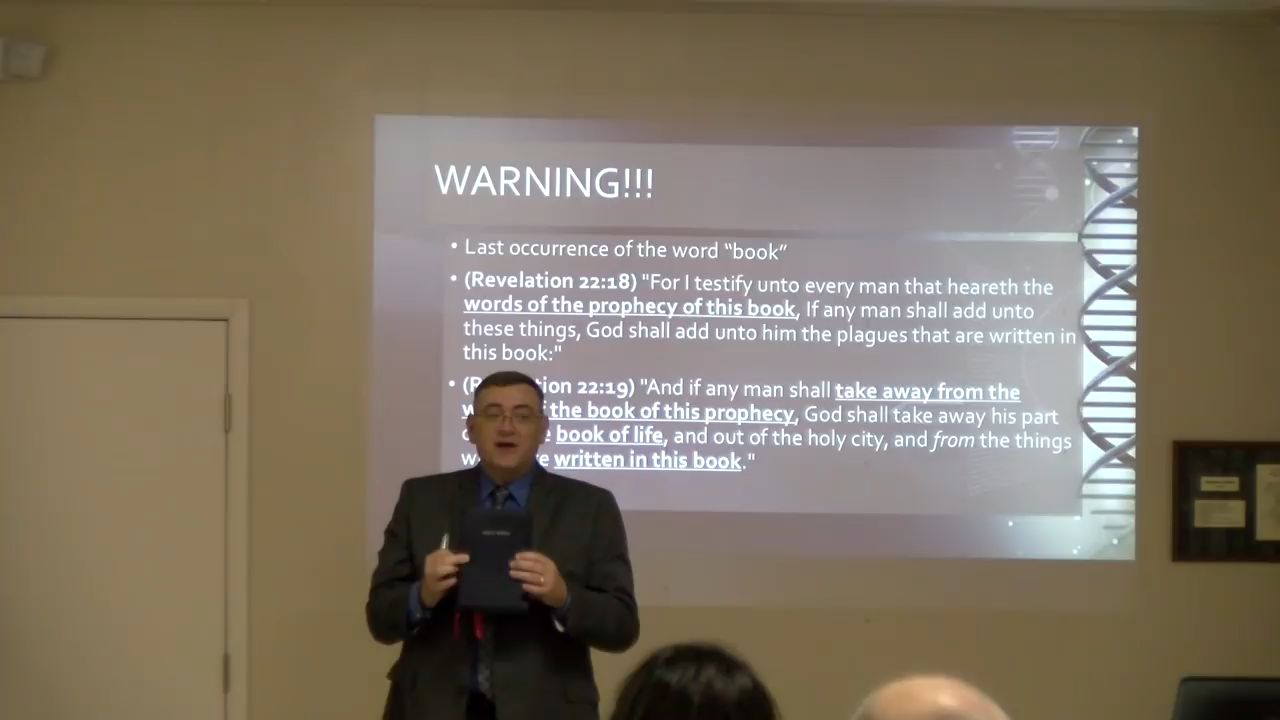 WARNING!!!
• Last occurrence of the word “book”
• (Revelation 22:18) "For I testify unto every man that heareth the
words of the prophecy of this book, If any man shall add unto
these things, God shall add unto him the plagues that are written in
this book:"
• (R tion 22:19) "And if any man shall take away from the
w f the book of this prophecy, God shall take away his part
book of life, and out of the holy city, and from the things
w e written in this book."